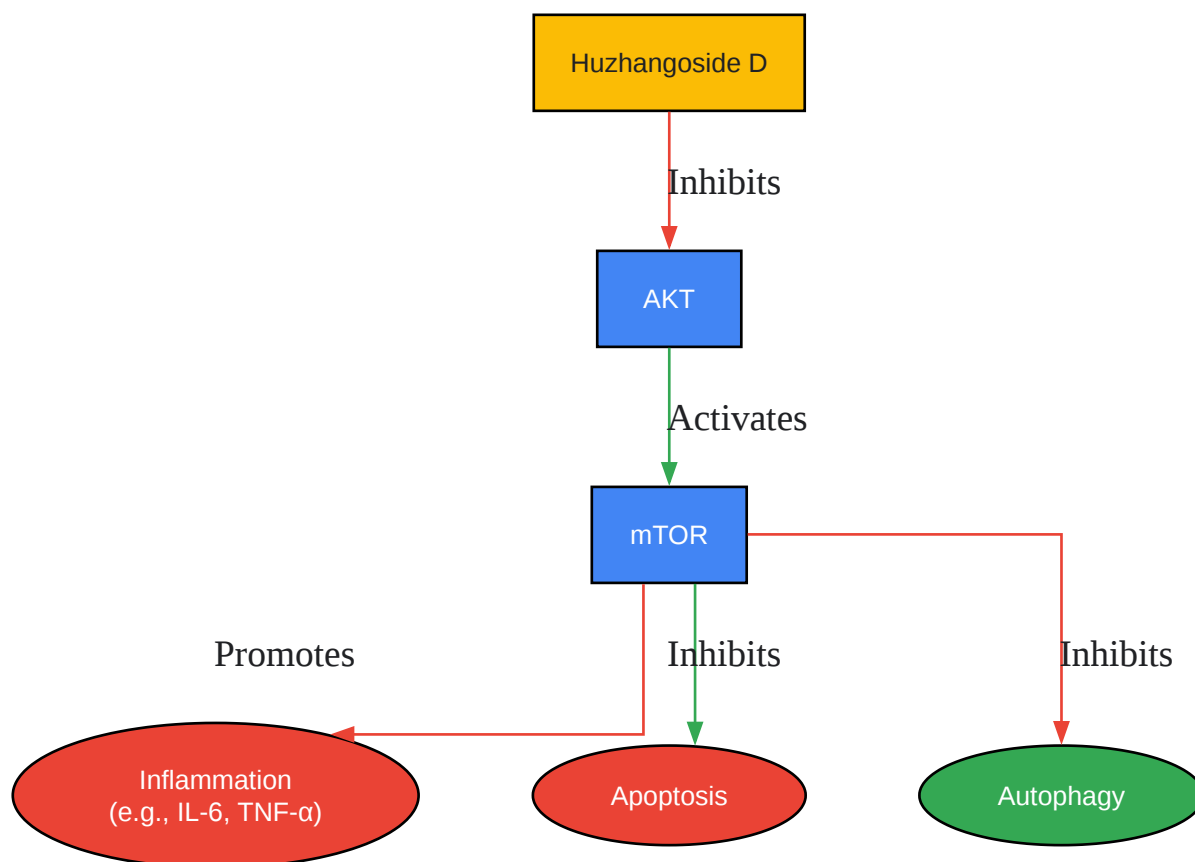 Huzhangoside D
Inhibits
AKT
Activates
mTOR
Promotes
Inhibits
Inhibits
Inflammation
(e.g., IL-6, TNF-α)
Apoptosis
Autophagy